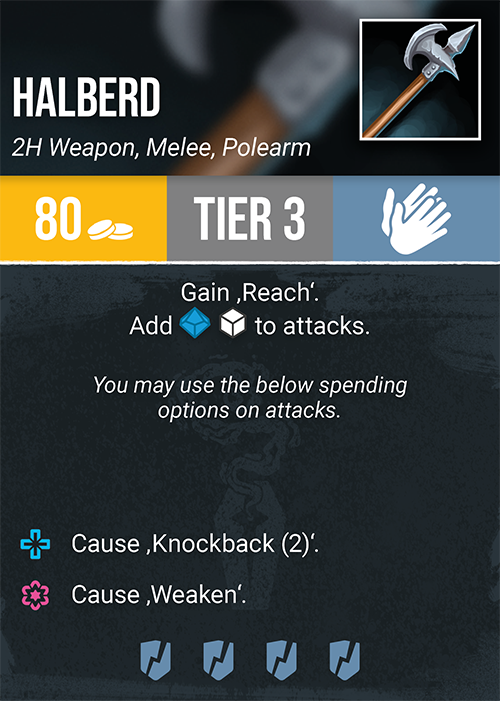 HALBERD
2H Weapon, Melee, Polearm
80 TIER 3
Gain ‚Reach‘.
Add to attacks.
You may use the below spending
options on attacks.
Cause ‚Knockback (2)‘.
Cause ‚Weaken‘.